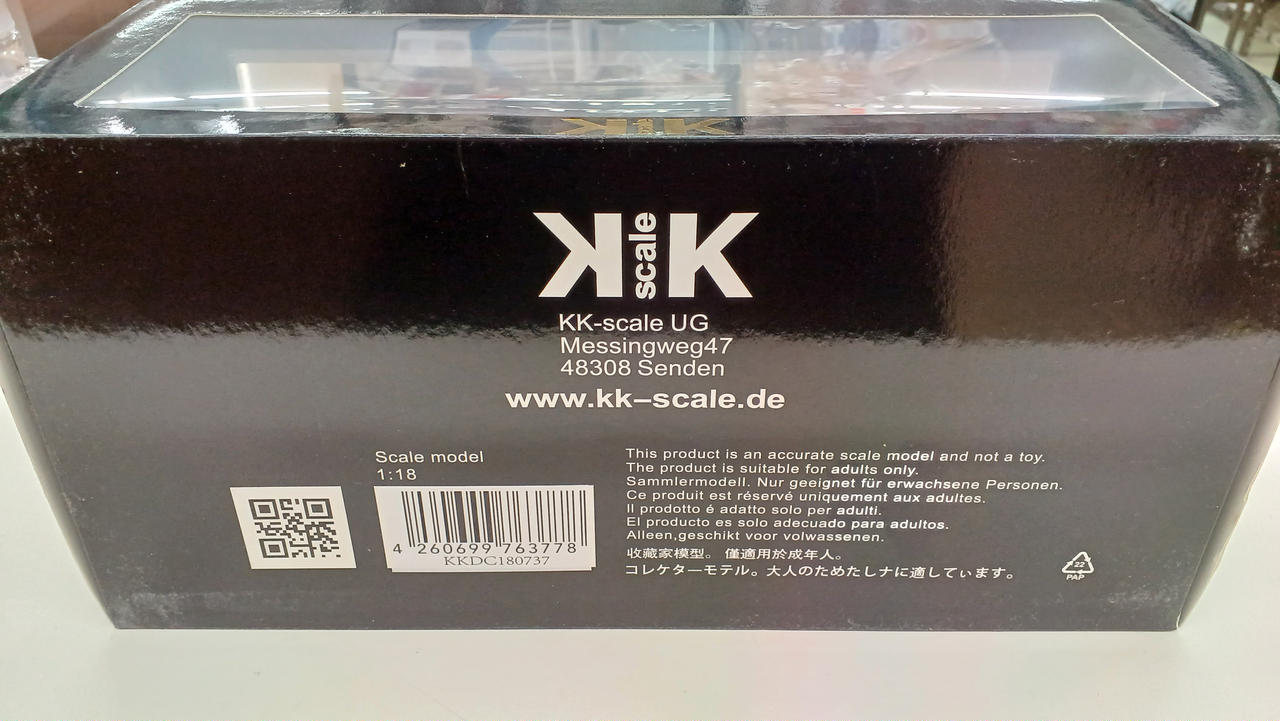 KK scale
KK scale
KK-scale UG
Messingweg47
48308 Senden
www.kk-scale.de
Scale model
1:18
4 260699 763778
KKDC180737
This product is an accurate scale model and not a toy.
The product is suitable for adults only.
Sammlermodell. Nur geeignet für erwachsene Personen.
Ce produit est réservé uniquement aux adultes.
Il prodotto é adatto solo per adulti.
El producto es solo adecuado para adultos.
Alleen,geschikt voor volwassenen.
收藏家模型。 僅適用於成年人。
コレケターモテル。大人のためたしナに適してぃます。
22
PAP